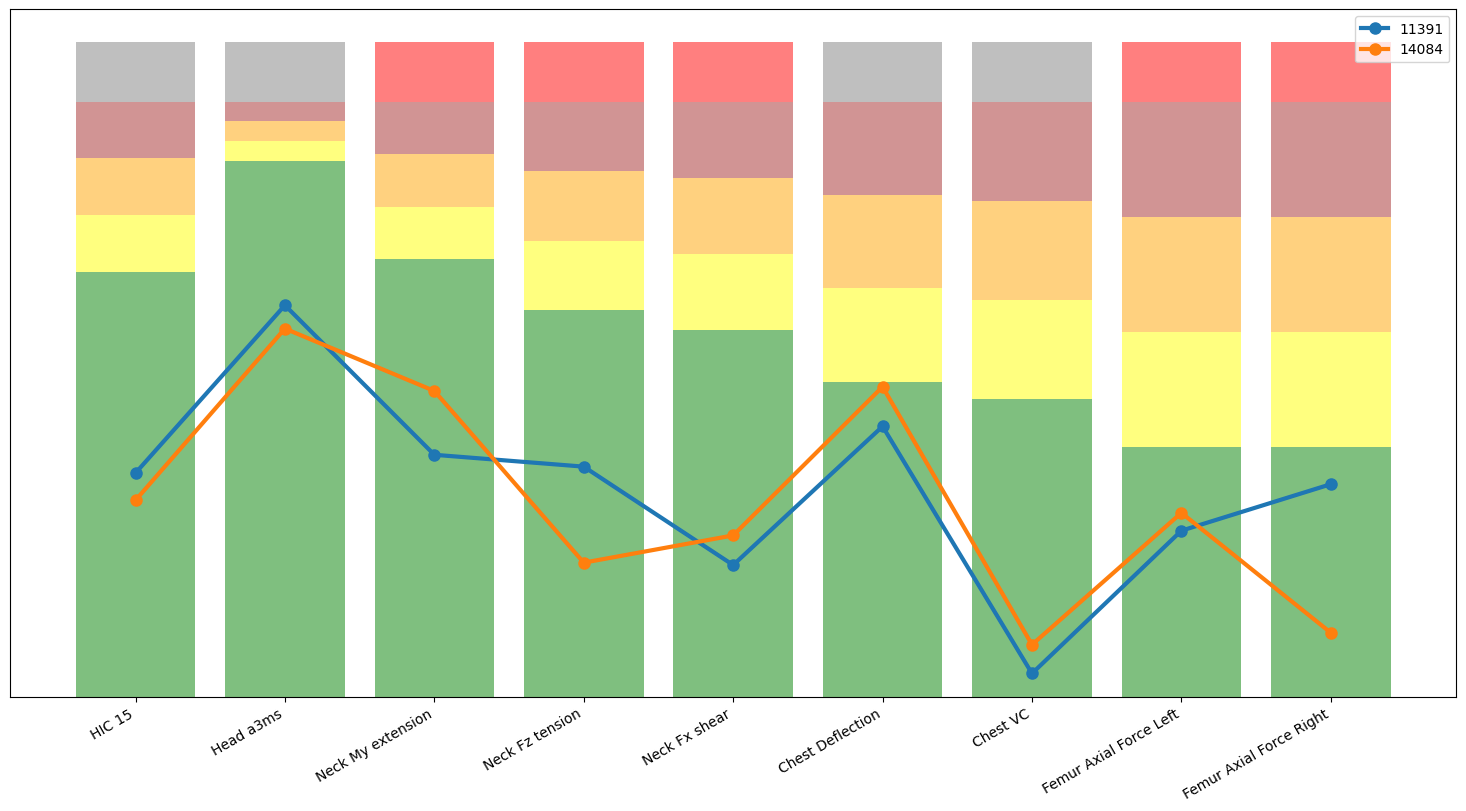 11391
14084
HIC 15
Head a3ms
Neck My extension
Neck Fz tension
Neck Fx shear
Chest Deflection
Chest VC
Femur Axial Force Left
Femur Axial Force Right